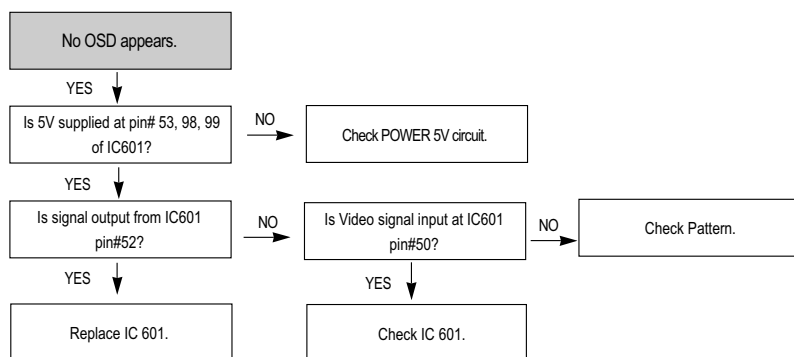 No OSD appears.
YES
Is 5V supplied at pin# 53, 98, 99
of IC601?
NO
Check POWER 5V circuit.
YES
Is signal output from IC601
pin#52?
NO
Is Video signal input at IC601
pin#50?
NO
Check Pattern.
YES
YES
Replace IC 601.
Check IC 601.